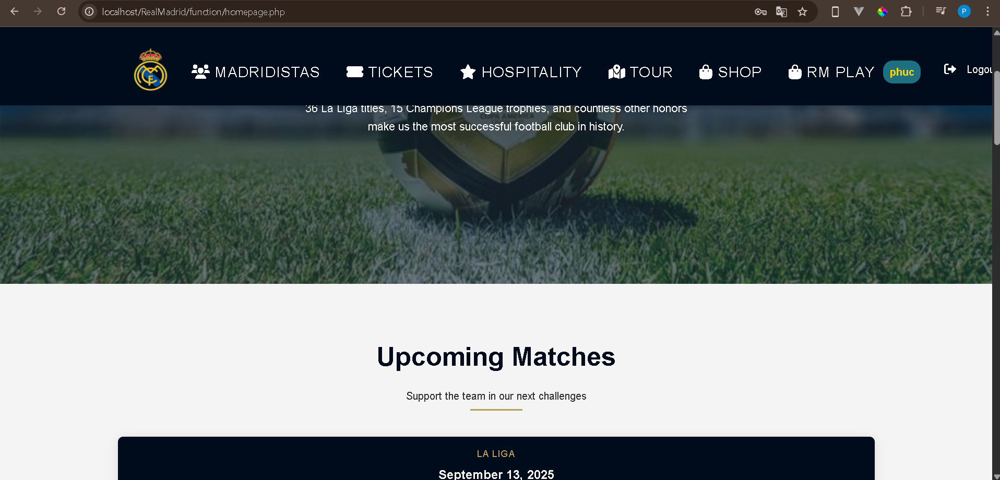 localhost/RealMadrid/function/homepage.php
P
MADRIDISTAS
TICKETS
HOSPITALITY
TOUR
SHOP
RM PLAY
phuc
Logou
36 La Liga titles, 15 Champions League trophies, and countless other honors
make us the most successful football club in history.
Upcoming Matches
Support the team in our next challenges
LA LIGA
September 13, 2025